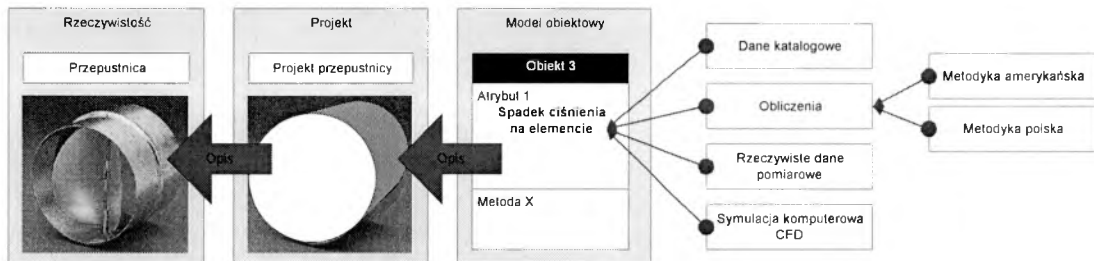 Rzeczywistość
Przepustnica
Opis
Projekt
Projekt przepustnicy
Opis
Model obiektowy
Obiekt 3
Atrybut 1
Spadek ciśnienia
na elemencie
Metoda X
Dane katalogowe
Obliczenia
Rzeczywiste dane
pomiarowe
Symulacja komputerowa
CFD
Metodyka amerykańska
Metodyka polska